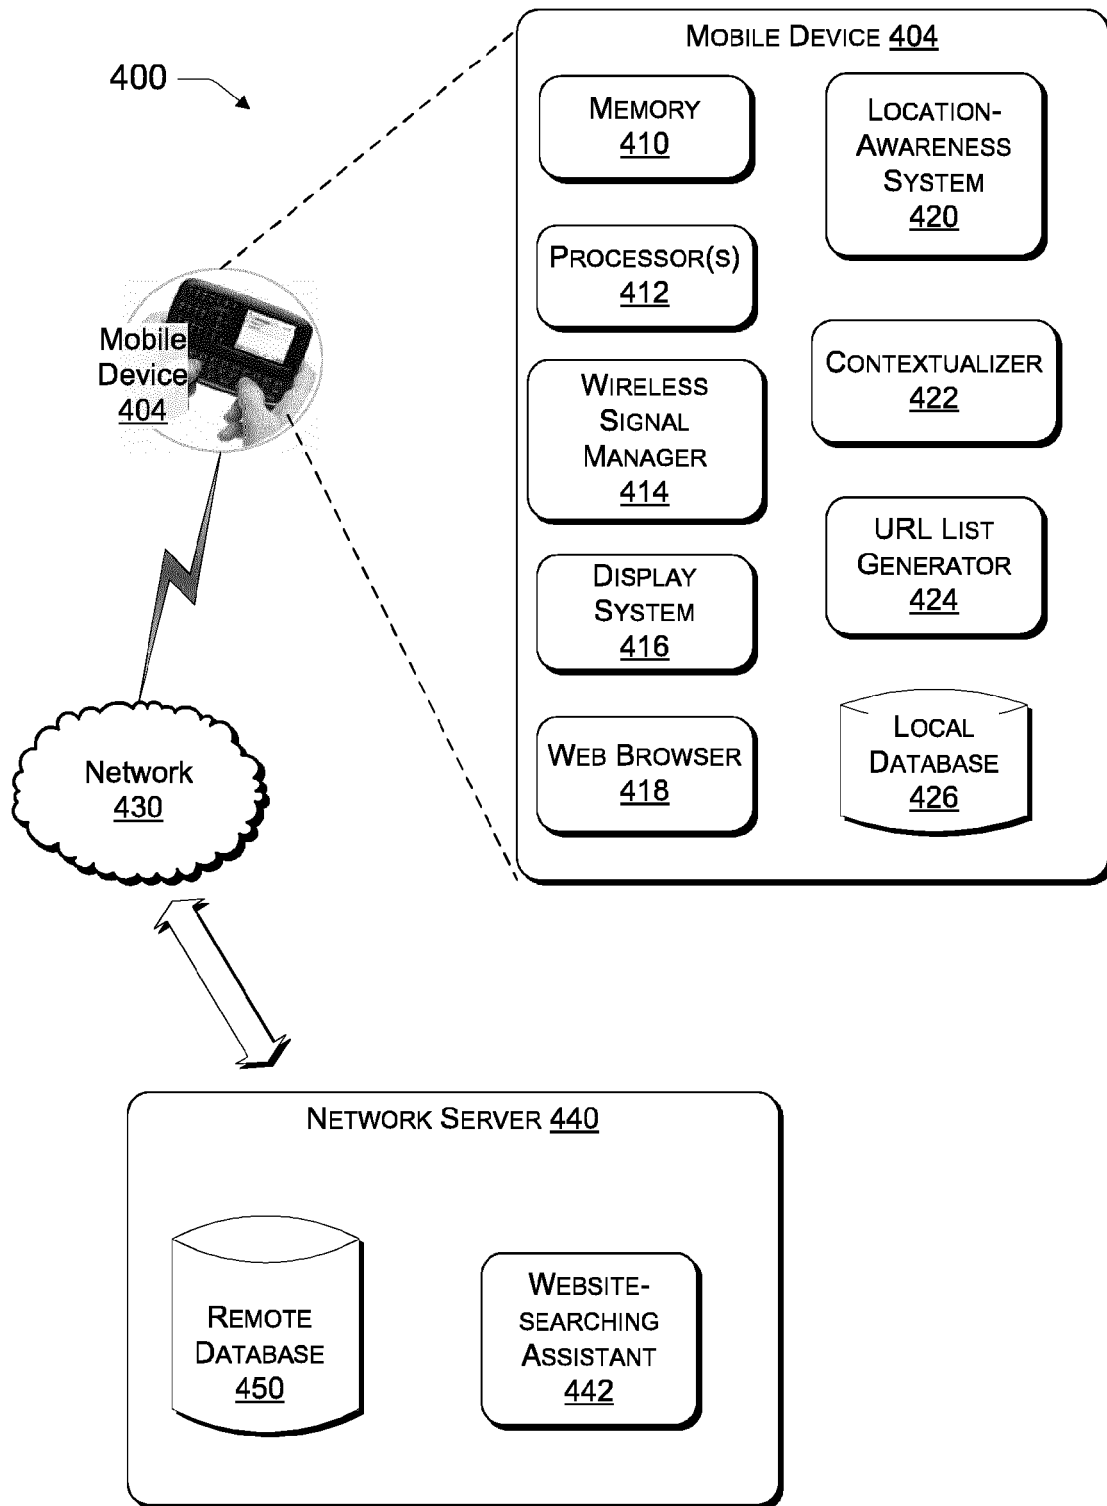 400
MOBILE DEVICE 404
MEMORY
410
LOCATION-
AWARENESS
SYSTEM
420
PROCESSOR(S)
412
Mobile
Device
404
CONTEXTUALIZER
422
WIRELESS
SIGNAL
MANAGER
414
URL LIST
GENERATOR
424
DISPLAY
SYSTEM
416
LOCAL
DATABASE
426
WEB BROWSER
418
Network
430
NETWORK SERVER 440
REMOTE
DATABASE
450
WEBSITE-
SEARCHING
ASSISTANT
442